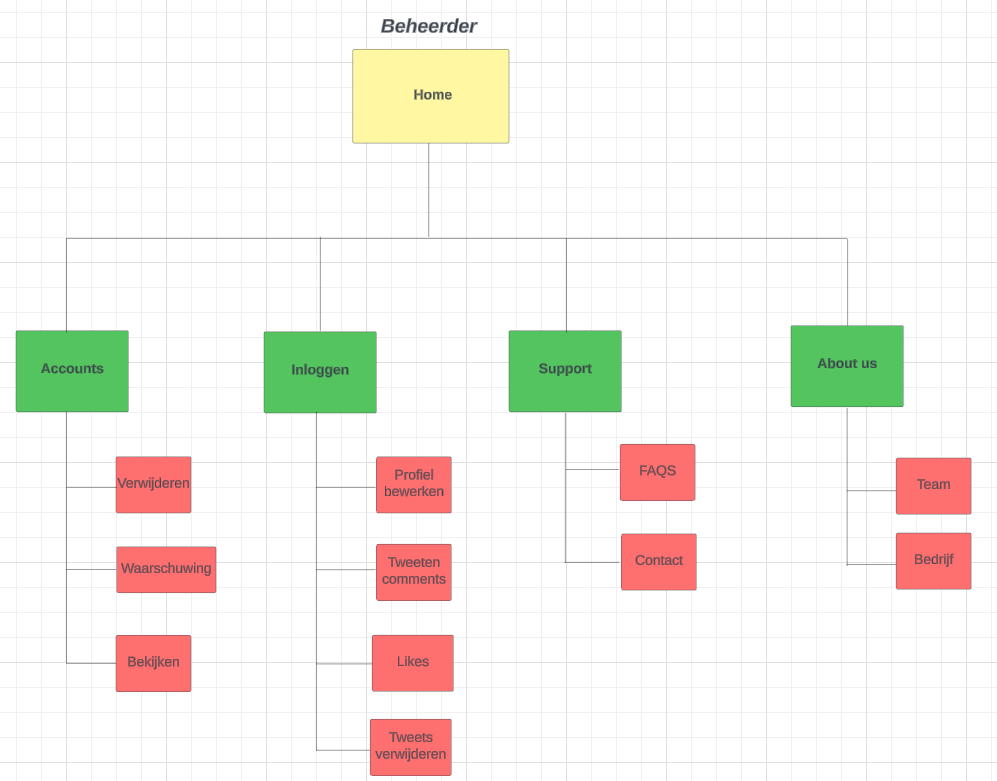 Beheerder
Home
Accounts
Inloggen
Support
About us
Verwijderen
Waarschuwing
Bekijken
Profiel
bewerken
Tweeten
comments
Likes
Tweets
verwijderen
FAQS
Contact
Team
Bedrijf